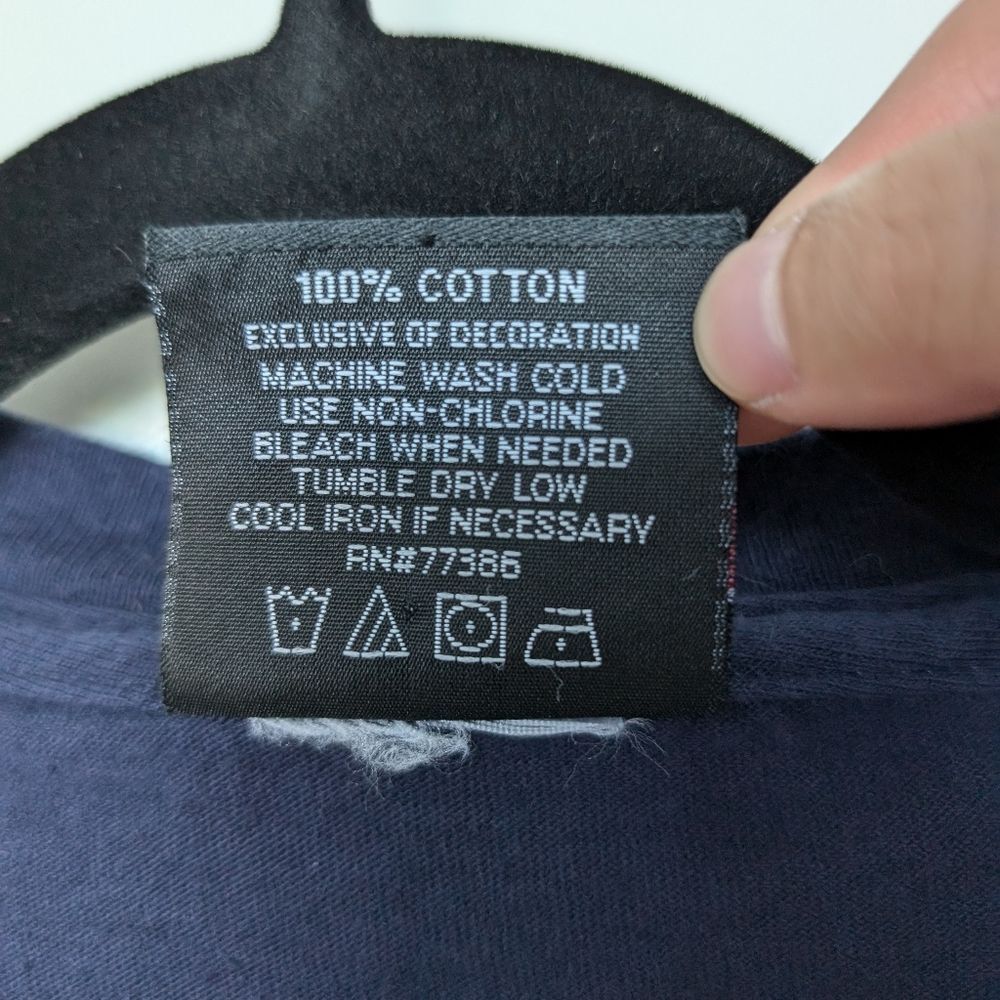 100% COTTON
EXCLUSIVE OF DECORATION
MACHINE WASH COLD
USE NON-CHLORINE
BLEACH WHEN NEEDED
TUMBLE DRY LOW
COOL IRON IF NECESSARY
RN#77386